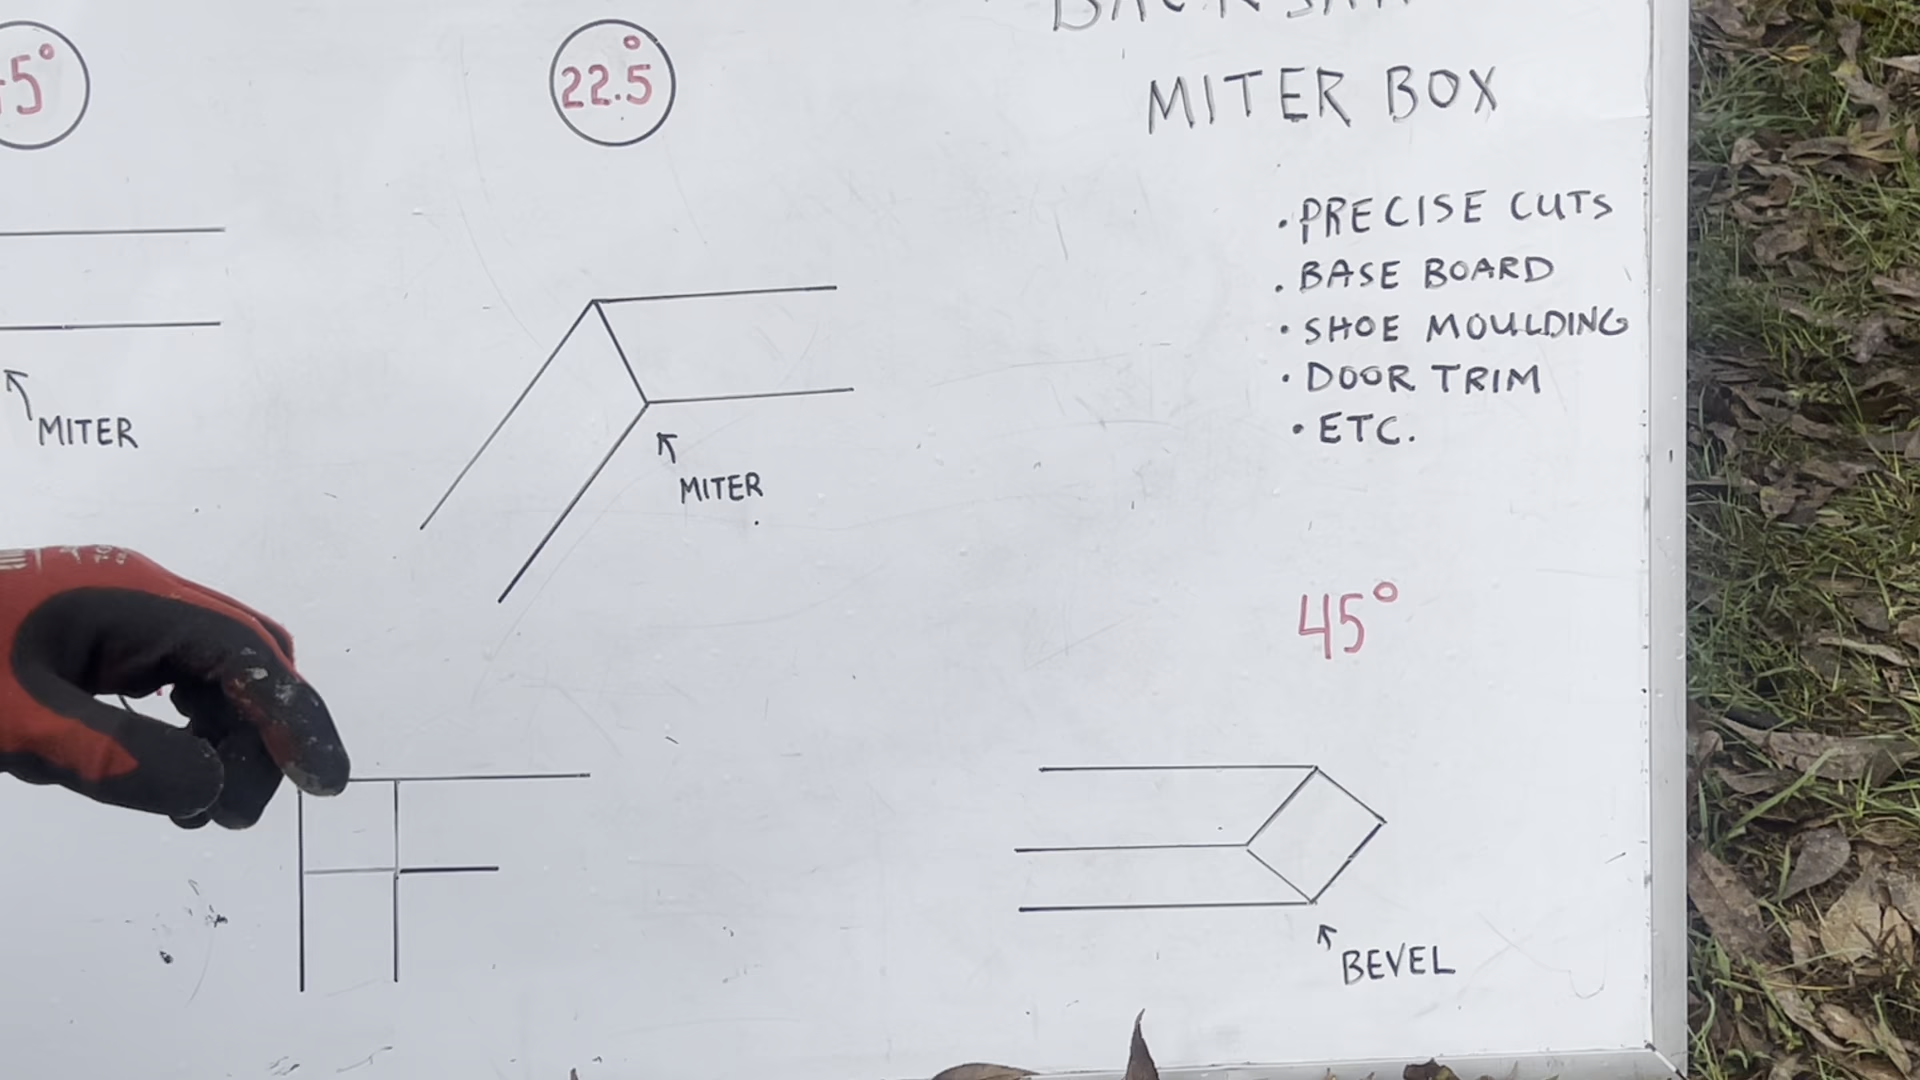 22.5°
MITER BOX
• PRECISE CUTS
• BASE BOARD
• SHOE MOULDING
• DOOR TRIM
• ETC.
MITER
MITER
45°
BEVEL